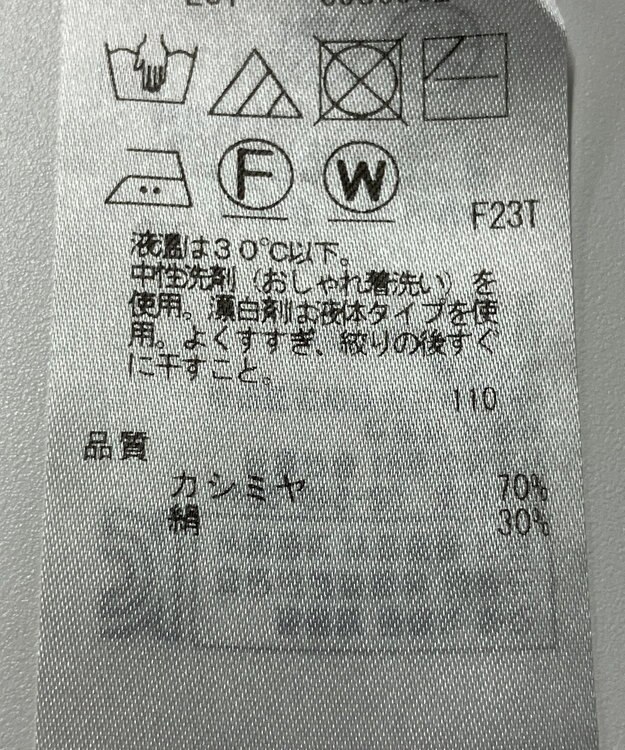 F
W
F23T
液温は30℃以下。
中性洗剤（おしゃれ着洗い）を
使用。漂白剤は液体タイプを使
用。よくすすぎ、絞りの後すぐ
に干すこと。
110
品質
カシミヤ 70%
絹 30%